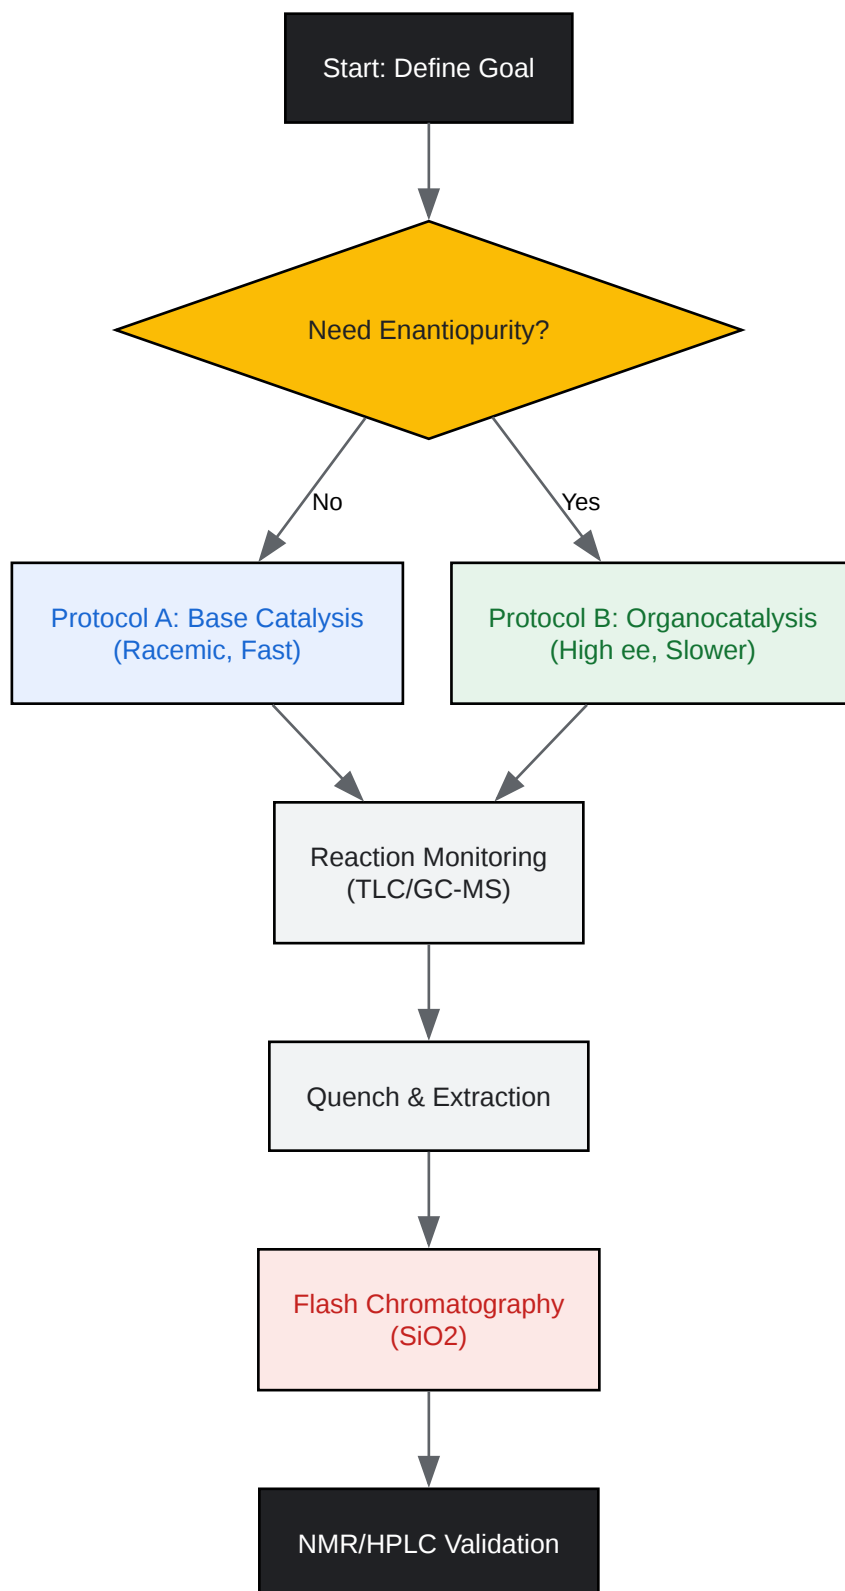 Start: Define Goal
Need Enantiopurity?
No
Yes
Protocol A: Base Catalysis
(Racemic, Fast)
Protocol B: Organocatalysis
(High ee, Slower)
Reaction Monitoring
(TLC/GC-MS)
Quench & Extraction
Flash Chromatography
(SiO2)
NMR/HPLC Validation